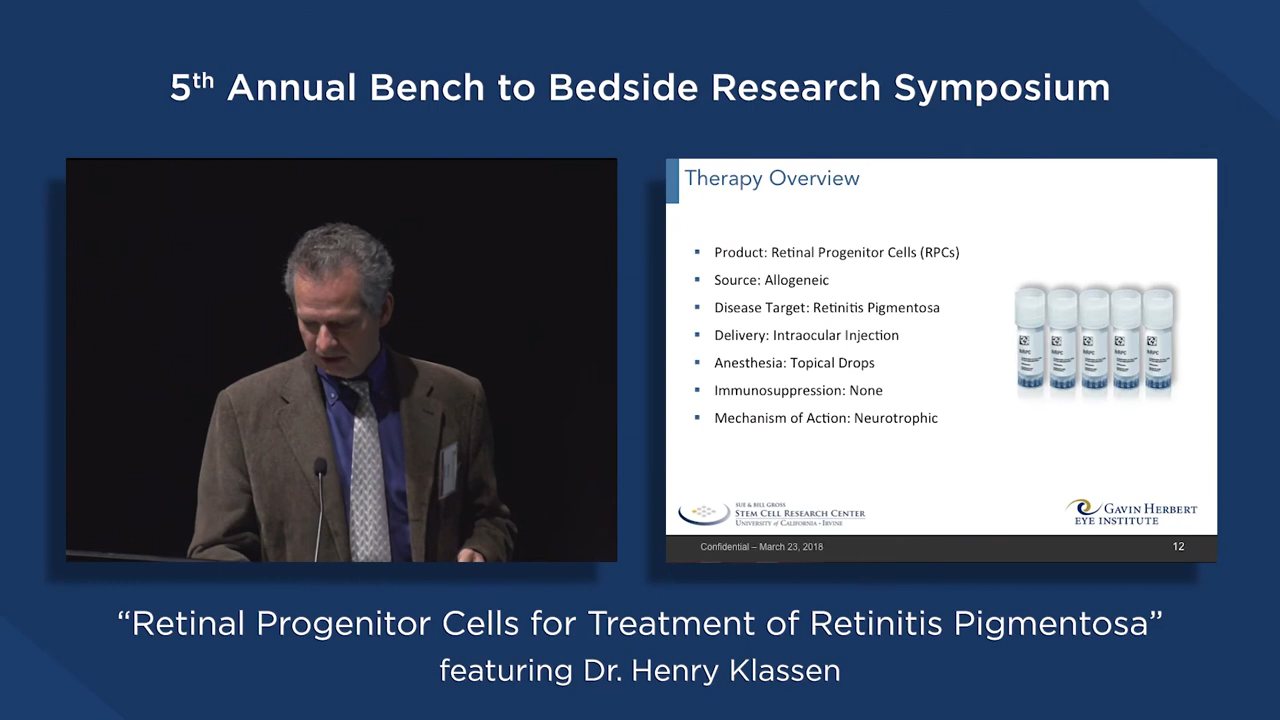 5th Annual Bench to Bedside Research Symposium
Therapy Overview
Product: Retinal Progenitor Cells (RPCs)
Source: Allogeneic
Disease Target: Retinitis Pigmentosa
Delivery: Intraocular Injection
Anesthesia: Topical Drops
Immunosuppression: None
Mechanism of Action: Neurotrophic
SUE & BILL GROSS
STEM CELL RESEARCH CENTER
UNIVERSITY OF CALIFORNIA • IRVINE
GAVIN HERBERT
EYE INSTITUTE
Confidential – March 23, 2018
12
“Retinal Progenitor Cells for Treatment of Retinitis Pigmentosa”
featuring Dr. Henry Klassen